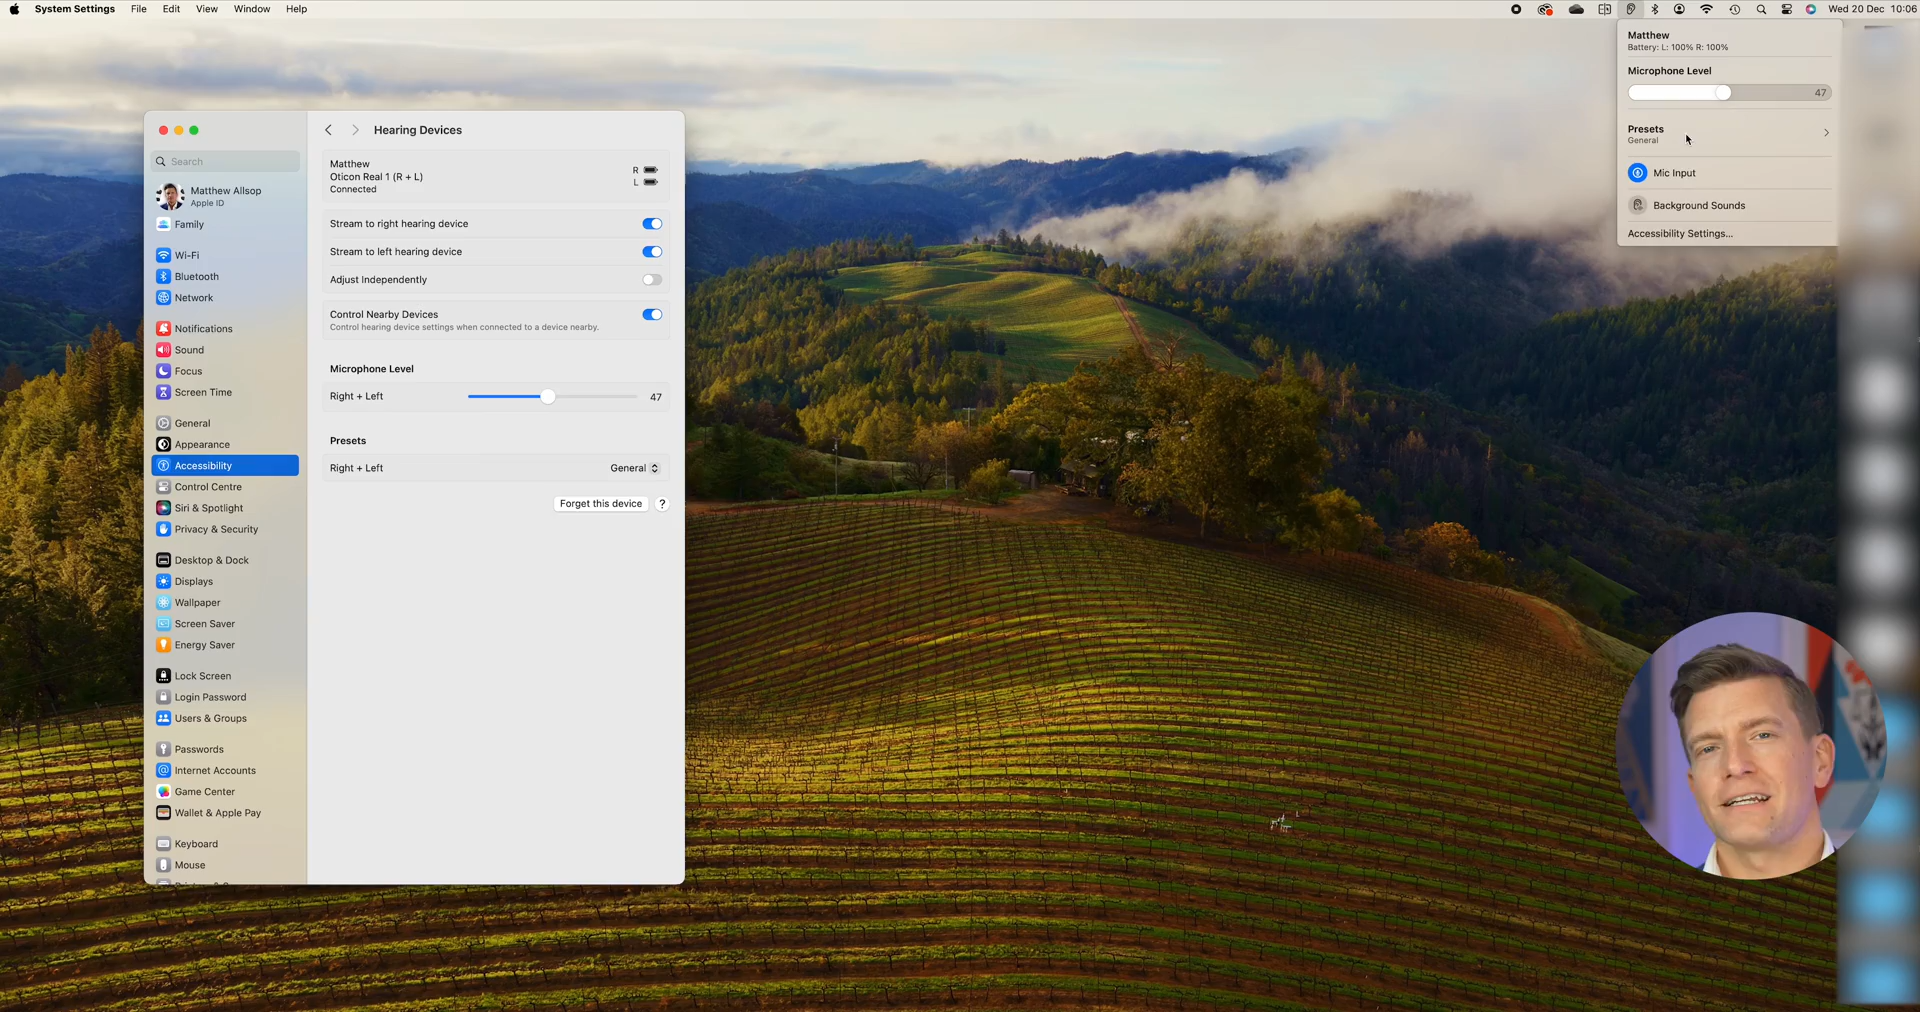 System Settings File Edit View Window Help
Wed 20 Dec 10:06
Search
Matthew Allsop
Apple ID
Family
Wi-Fi
Bluetooth
Network
Notifications
Sound
Focus
Screen Time
General
Appearance
Accessibility
Control Centre
Siri & Spotlight
Privacy & Security
Desktop & Dock
Displays
Wallpaper
Screen Saver
Energy Saver
Lock Screen
Login Password
Users & Groups
Passwords
Internet Accounts
Game Center
Wallet & Apple Pay
Keyboard
Mouse
Hearing Devices
Matthew
Oticon Real 1 (R + L)
Connected
R
L
Stream to right hearing device
Stream to left hearing device
Adjust Independently
Control Nearby Devices
Control hearing device settings when connected to a device nearby.
Microphone Level
Right + Left 47
Presets
Right + Left General
Forget this device ?
Matthew
Battery: L: 100% R: 100%
Microphone Level
47
Presets
General
Mic Input
Background Sounds
Accessibility Settings...